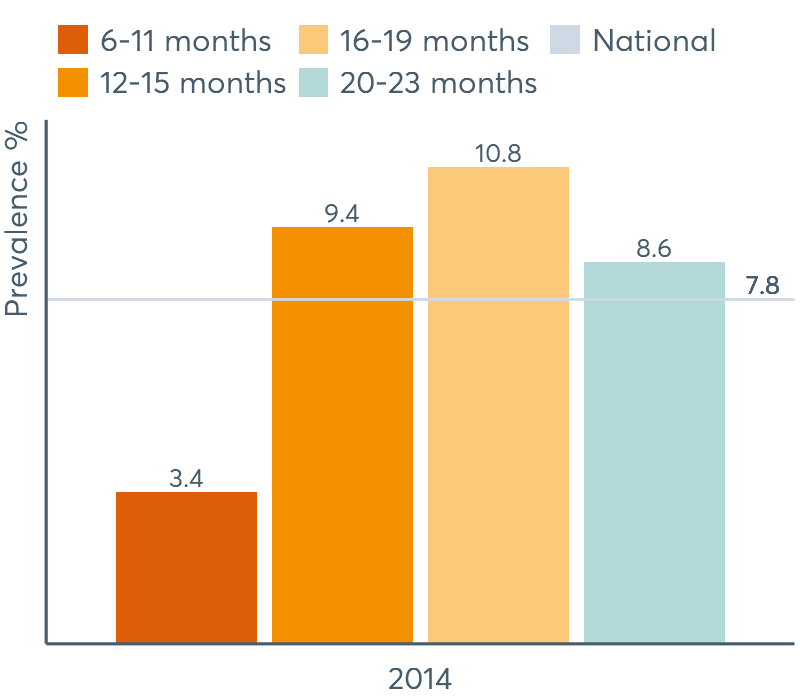 6-11 months 16-19 months National
12-15 months 20-23 months
Prevalence %
10.8
9.4
8.6
7.8
3.4
2014